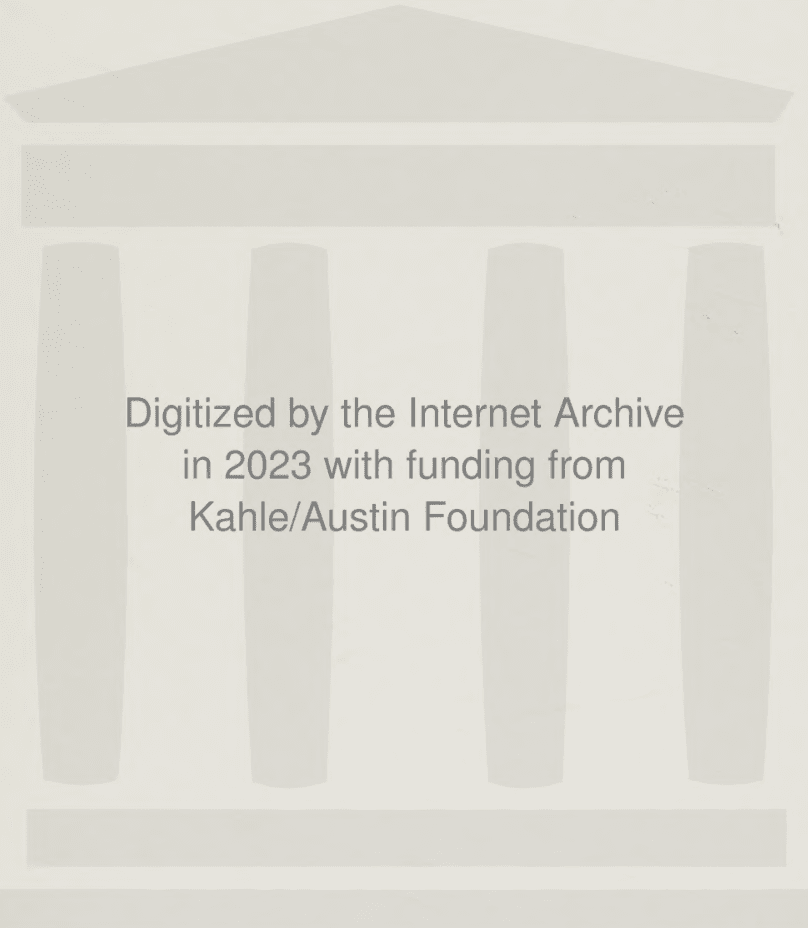 Digitized by the Internet Archive
in 2023 with funding from
Kahle/Austin Foundation